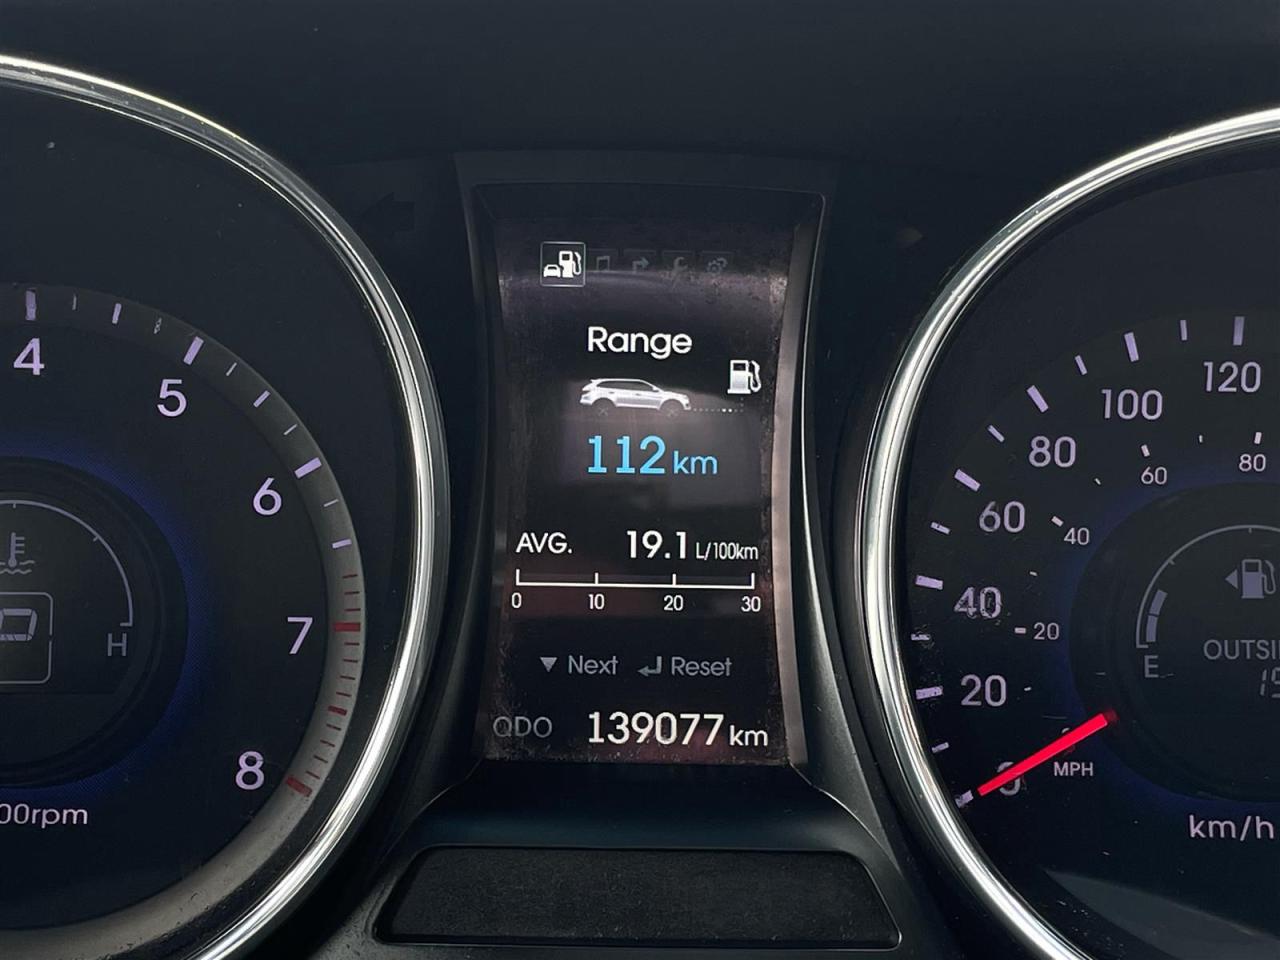 4
5
6
7
8
H
00rpm
Range
112 km
AVG. 19.1 L/100km
0 10 20 30
▼ Next ↵ Reset
ODO 139077 km
0
20
40
60
80
100
120
20
40
60
80
MPH
km/h
E
OUTSI